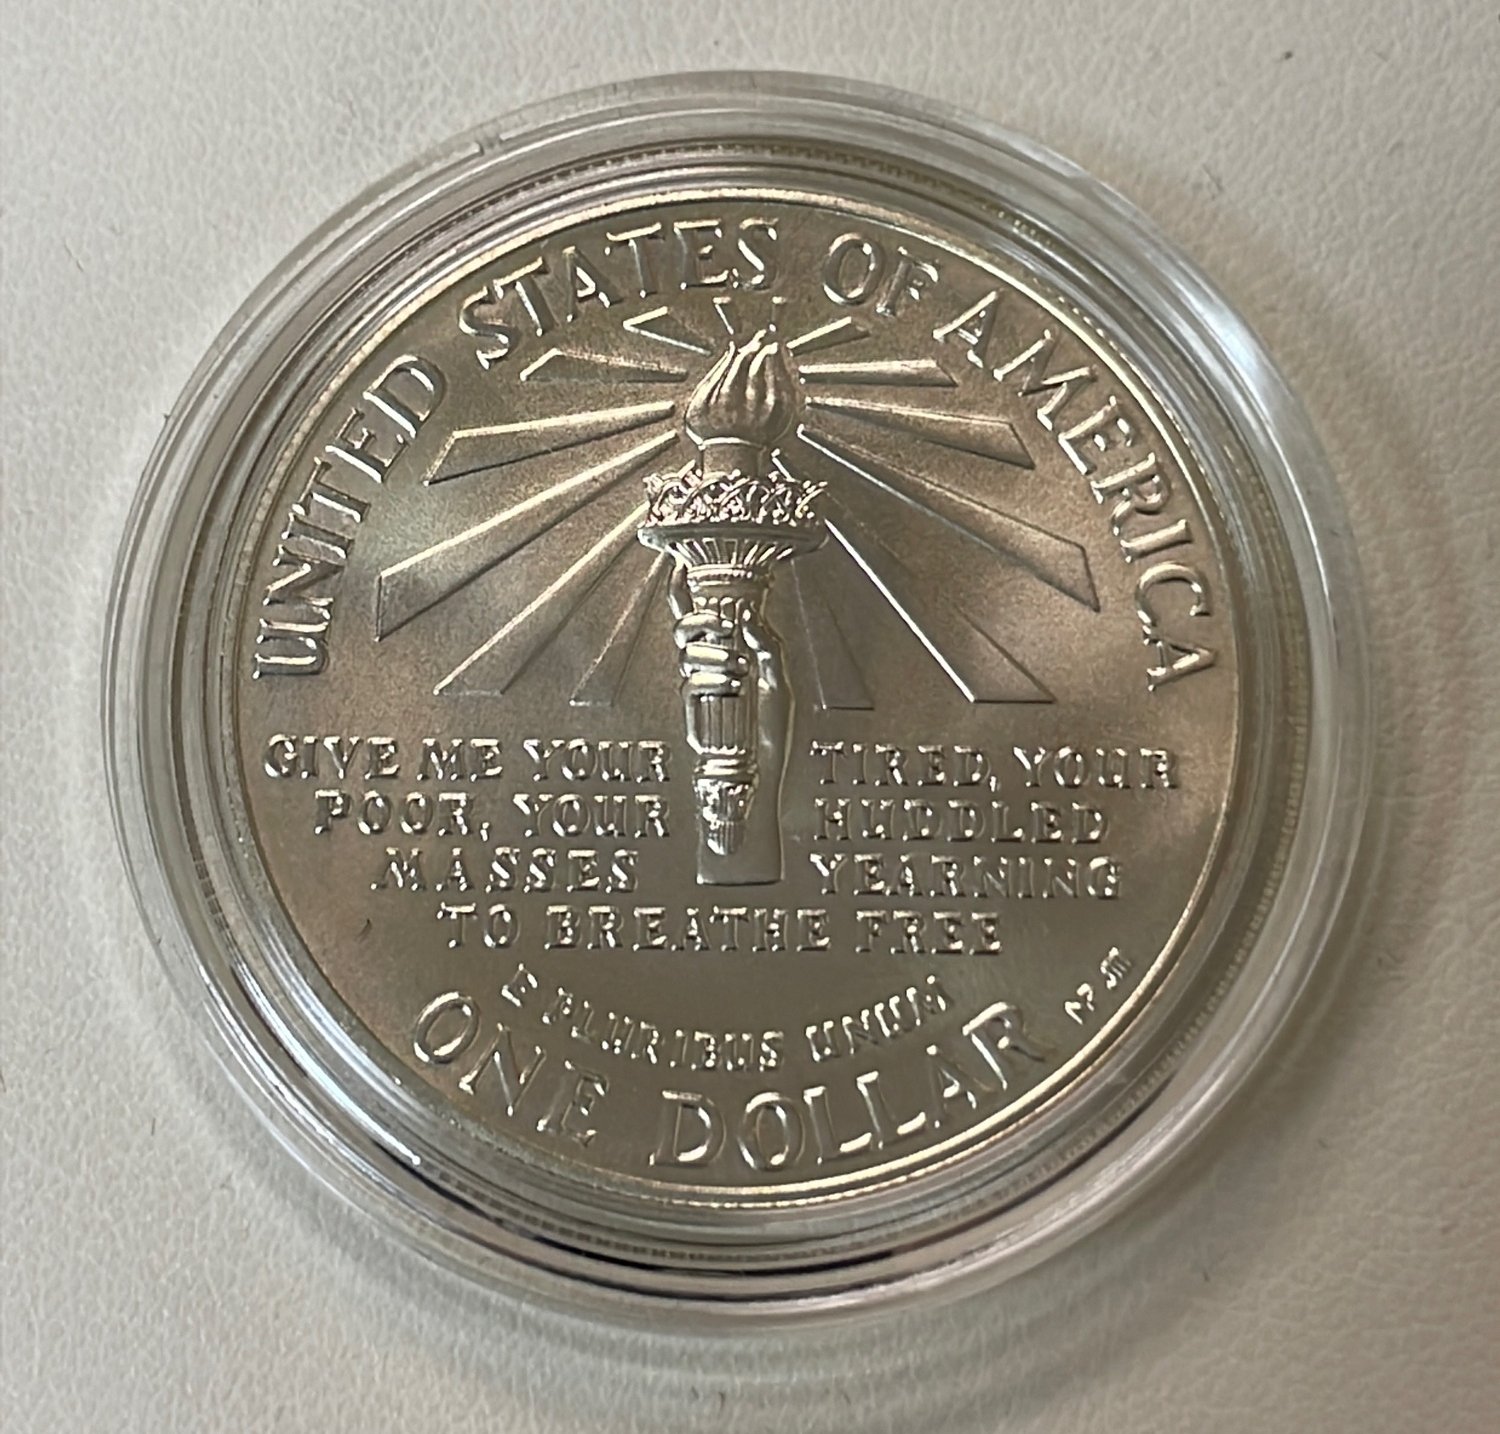 UNITED STATES OF AMERICA
GIVE ME YOUR TIRED, YOUR
POOR, YOUR HUDDLED
MASSES YEARNING
TO BREATHE FREE
E PLURIBUS UNUM
ONE DOLLAR